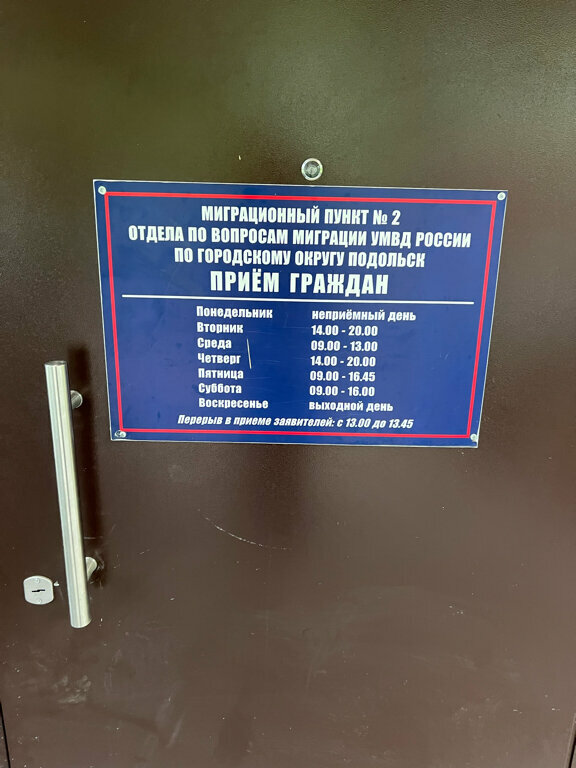 МИГРАЦИОННЫЙ ПУНКТ № 2
ОТДЕЛА ПО ВОПРОСАМ МИГРАЦИИ УМВД РОССИИ
ПО ГОРОДСКОМУ ОКРУГУ ПОДОЛЬСК
ПРИЁМ ГРАЖДАН
Понедельник неприёмный день
Вторник 14.00 - 20.00
Среда 09.00 - 13.00
Четверг 14.00 - 20.00
Пятница 09.00 - 16.45
Суббота 09.00 - 16.00
Воскресенье выходной день
Перерыв в приеме заявителей: с 13.00 до 13.45